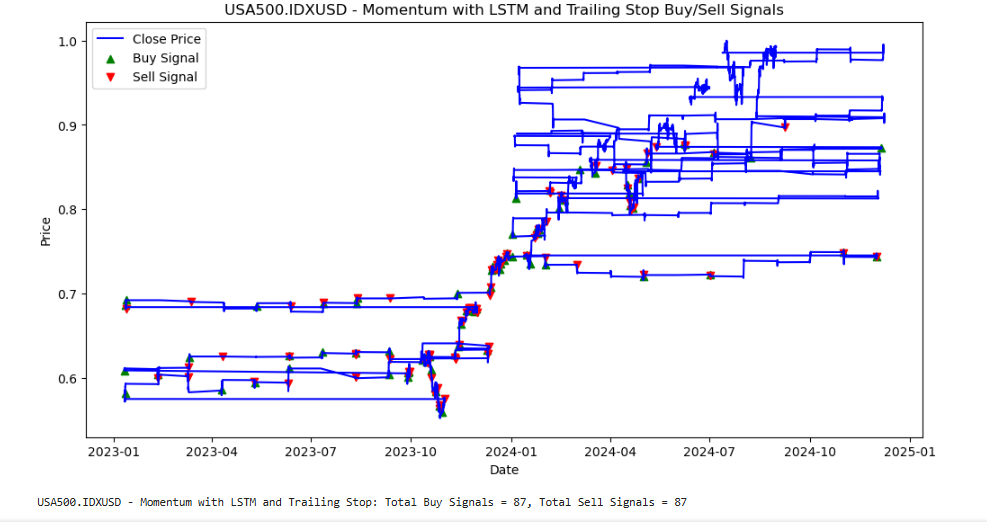 USA500.IDXUSD - Momentum with LSTM and Trailing Stop Buy/Sell Signals
Close Price
Buy Signal
Sell Signal
1.0
0.9
0.8
0.7
0.6
Price
2023-01 2023-04 2023-07 2023-10 2024-01 2024-04 2024-07 2024-10 2025-01
Date
USA500.IDXUSD - Momentum with LSTM and Trailing Stop: Total Buy Signals = 87, Total Sell Signals = 87